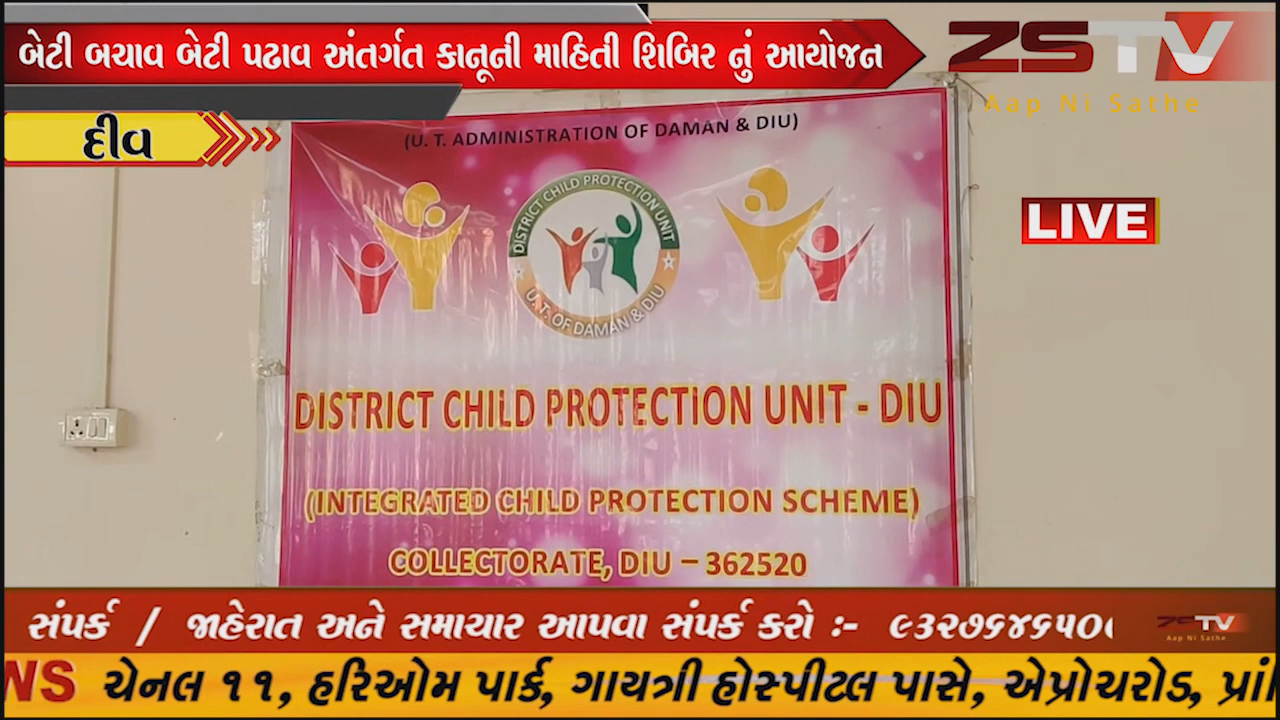 બેટી બચાવ બેટી પઢાવ અંતર્ગત કાનૂની માહિતી શિબિર નું આયોજન
ZSTV
Aap Ni Sathe
દીવ
LIVE
(U. T. ADMINISTRATION OF DAMAN & DIU)
DISTRICT CHILD PROTECTION UNIT
U. T. OF DAMAN & DIU
DISTRICT CHILD PROTECTION UNIT - DIU
(INTEGRATED CHILD PROTECTION SCHEME)
COLLECTORATE, DIU – 362520
સંપર્ક / જાહેરાત અને સમાચાર આપવા સંપર્ક કરો :- ૯૩૨૭૬૪૬૫૦૦
ZSTV
Aap Ni Sathe
WS ચેનલ ૧૧, હરિઓમ પાર્ક, ગાયત્રી હોસ્પીટલ પાસે, એપ્રોચરોડ,